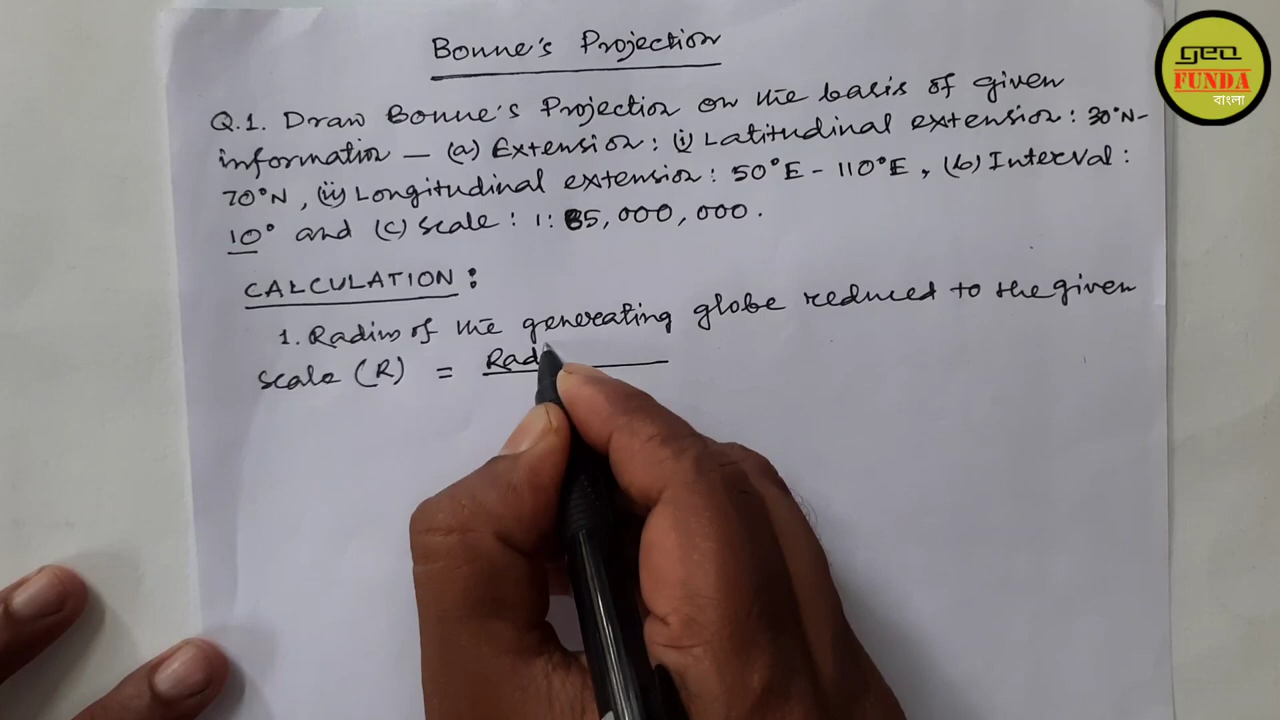 Bonne's Projection
Q.1. Draw Bonne's Projection on the basis of given
information — (a) Extension: (i) Latitudinal extension: 30°N-
70°N, (ii) Longitudinal extension: 50°E - 110°E, (b) Interval:
10° and (c) Scale: 1: 85,000,000.
CALCULATION:
1. Radius of the generating globe reduced to the given
scale (R) = Rad
geo
FUNDA
বাংলা